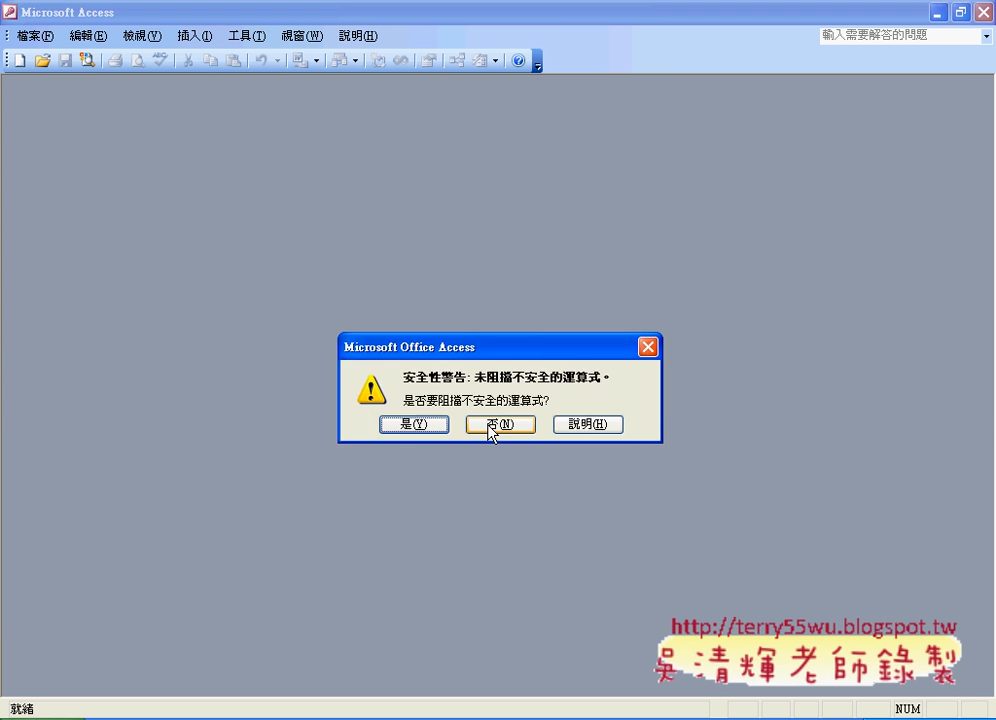 Microsoft Access
檔案(F) 編輯(E) 檢視(V) 插入(I) 工具(T) 視窗(W) 說明(H)
輸入需要解答的問題
Microsoft Office Access
安全性警告: 未阻擋不安全的運算式。
是否要阻擋不安全的運算式?
是(Y) 否(N) 說明(H)
http://terry55wu.blogspot.tw
吳清輝老師錄製
就緒 NUM